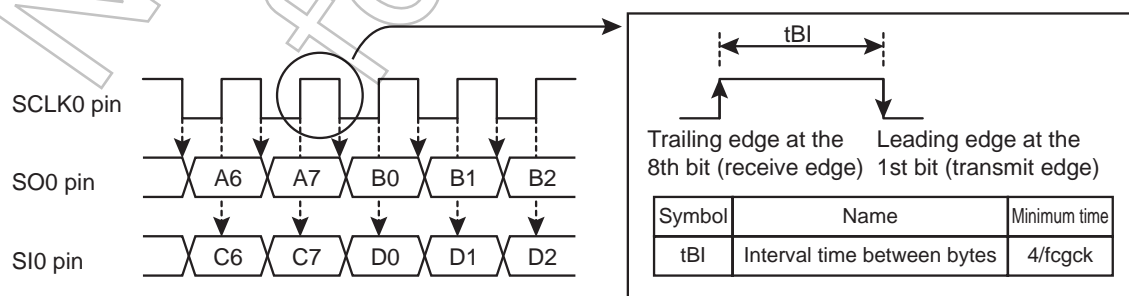 SCLK0 pin
SO0 pin
A6 A7 B0 B1 B2
SI0 pin
C6 C7 D0 D1 D2
tBI
Trailing edge at the
8th bit (receive edge)
Leading edge at the
1st bit (transmit edge)
Symbol Name Minimum time
tBI Interval time between bytes 4/fcgck